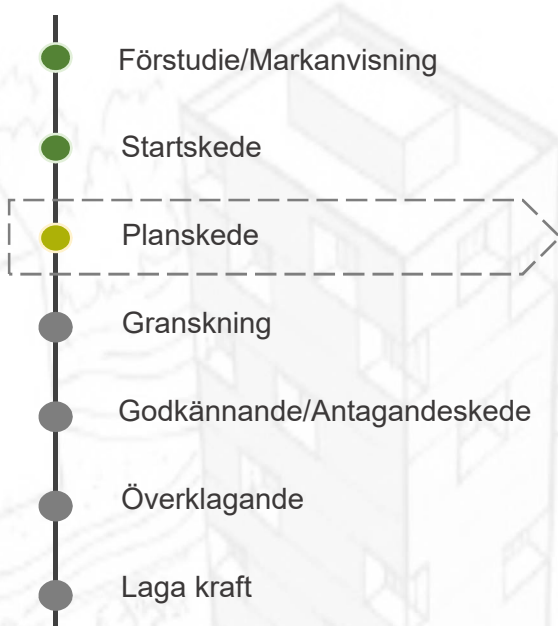 Förstudie/Markanvisning
Startskede
Planskede
Granskning
Godkännande/Antagandeskede
Överklagande
Laga kraft